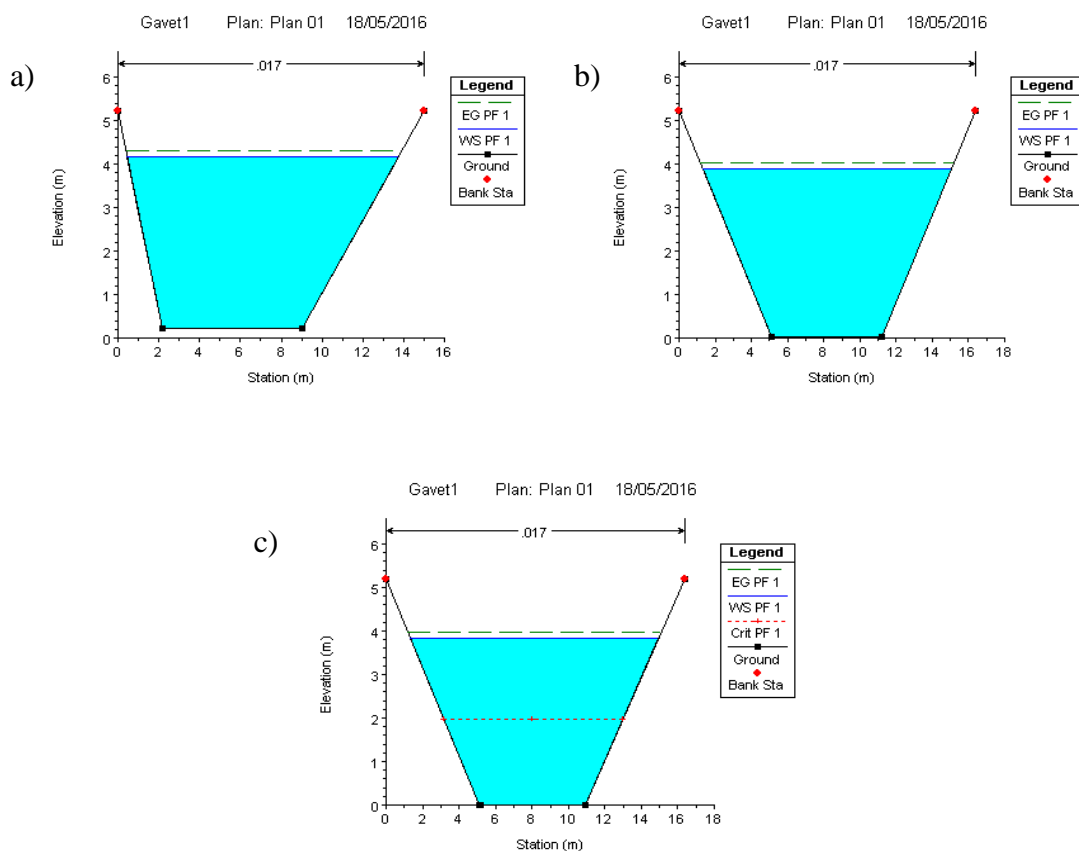 a)
Gavet1 Plan: Plan 01 18/05/2016
.017
Elevation (m)
6
5
4
3
2
1
0
0 2 4 6 8 10 12 14 16
Station (m)
Legend
EG PF 1
WS PF 1
Ground
Bank Sta
b)
Gavet1 Plan: Plan 01 18/05/2016
.017
Elevation (m)
6
5
4
3
2
1
0
0 2 4 6 8 10 12 14 16 18
Station (m)
Legend
EG PF 1
WS PF 1
Ground
Bank Sta
c)
Gavet1 Plan: Plan 01 18/05/2016
.017
Elevation (m)
6
5
4
3
2
1
0
0 2 4 6 8 10 12 14 16 18
Station (m)
Legend
EG PF 1
WS PF 1
Crit PF 1
Ground
Bank Sta